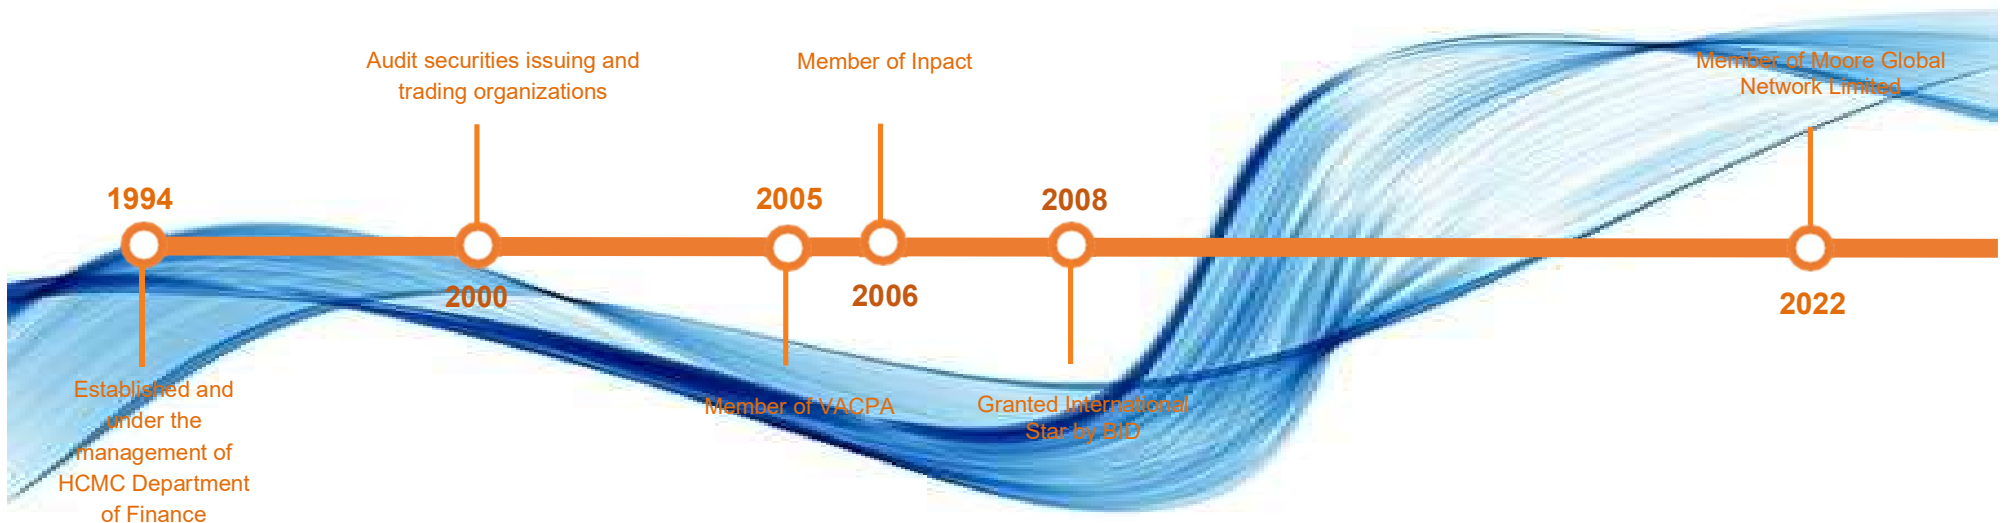 Audit securities issuing and
trading organizations
Member of Inpact
Member of Moore Global
Network Limited
1994
2005
2008
2000
2006
2022
Established and
under the
management of
HCMC Department
of Finance
Member of VACPA
Granted International
Star by BID